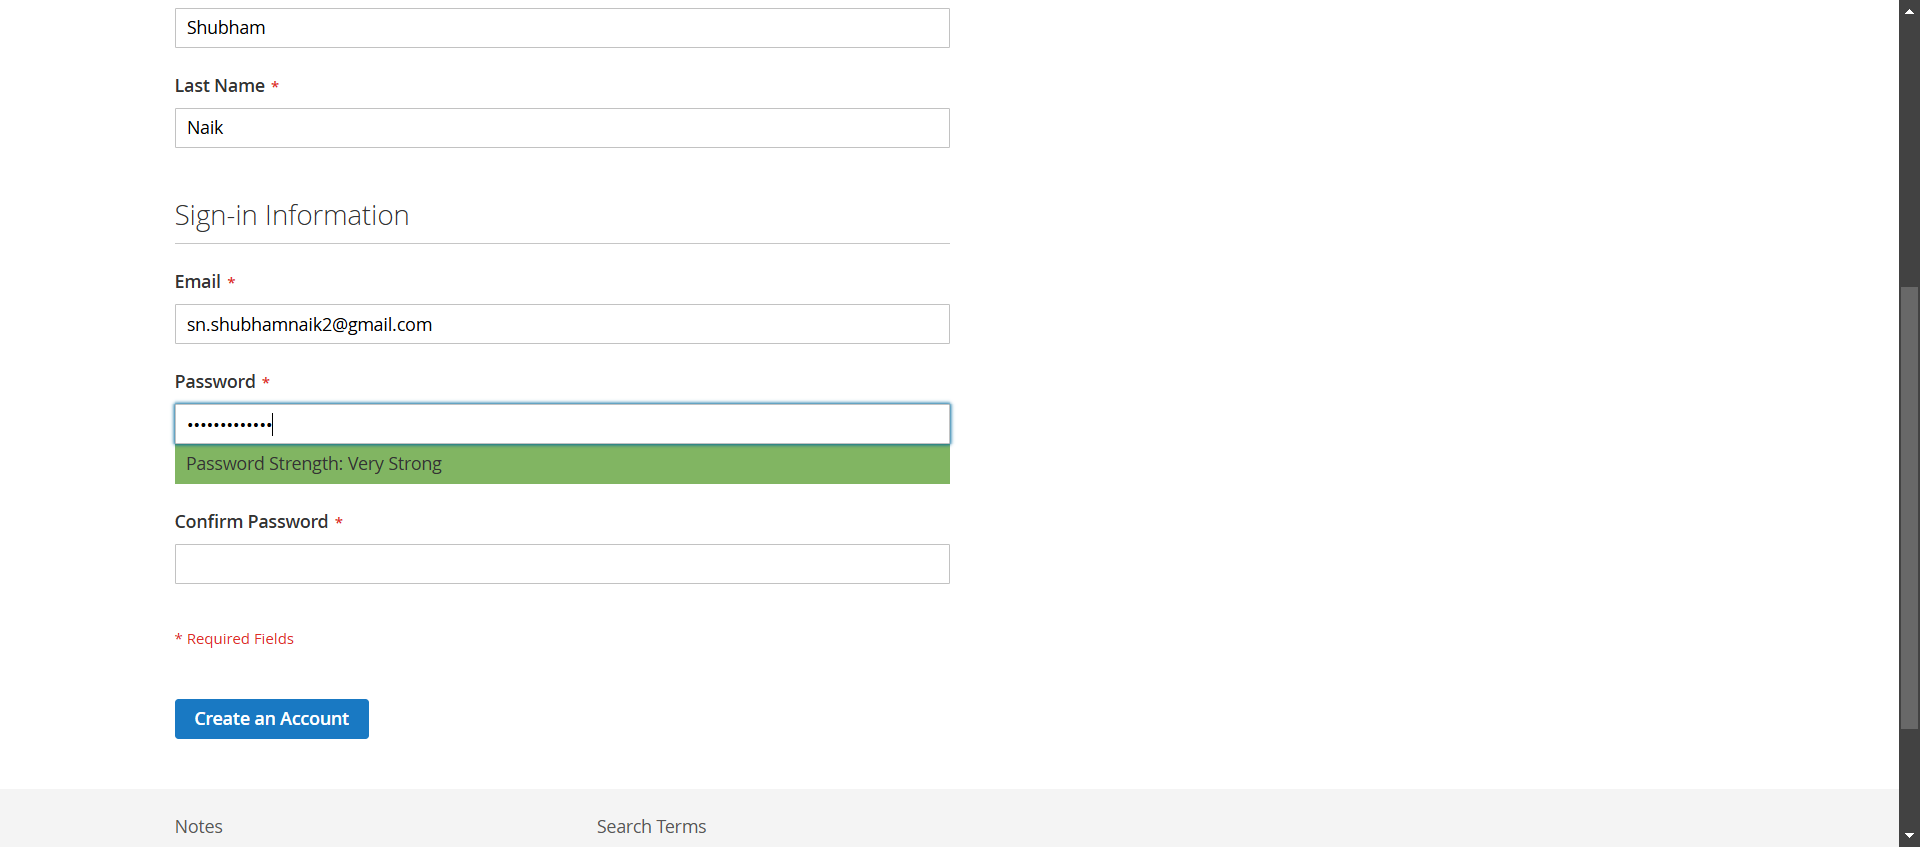 Shubham
Last Name *
Naik
Sign-in Information
Email *
sn.shubhamnaik2@gmail.com
Password *
•••••••••••••
Password Strength: Very Strong
Confirm Password *
* Required Fields
Create an Account
Notes
Search Terms